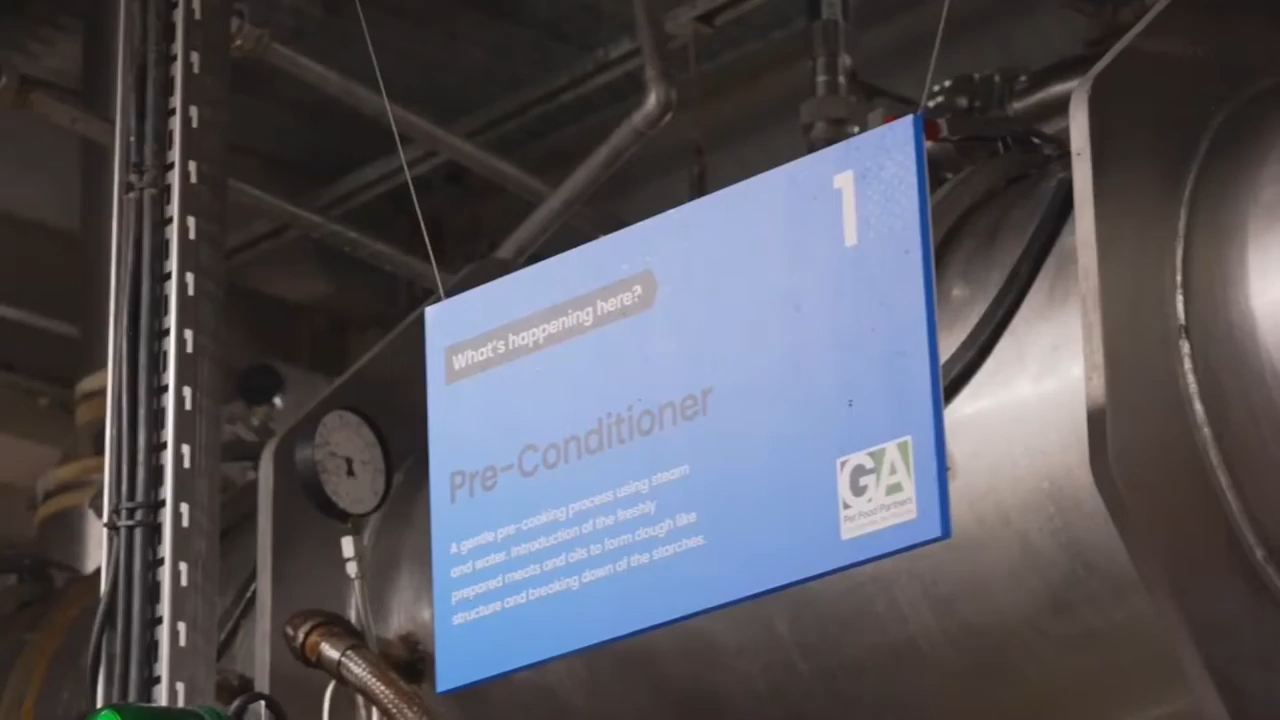 1
What's happening here?
Pre-Conditioner
A gentle pre-cooking process using steam
and water. Introduction of the freshly
prepared meats and oils to form dough like
structure and breaking down of the starches.
GA
Pet Food Partners